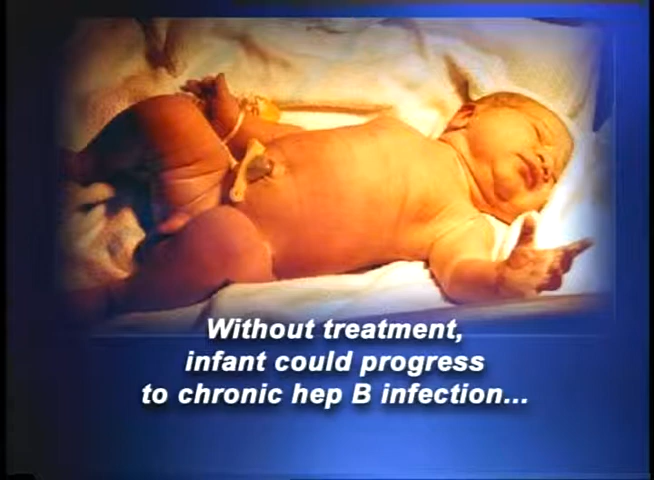 Without treatment,
infant could progress
to chronic hep B infection...